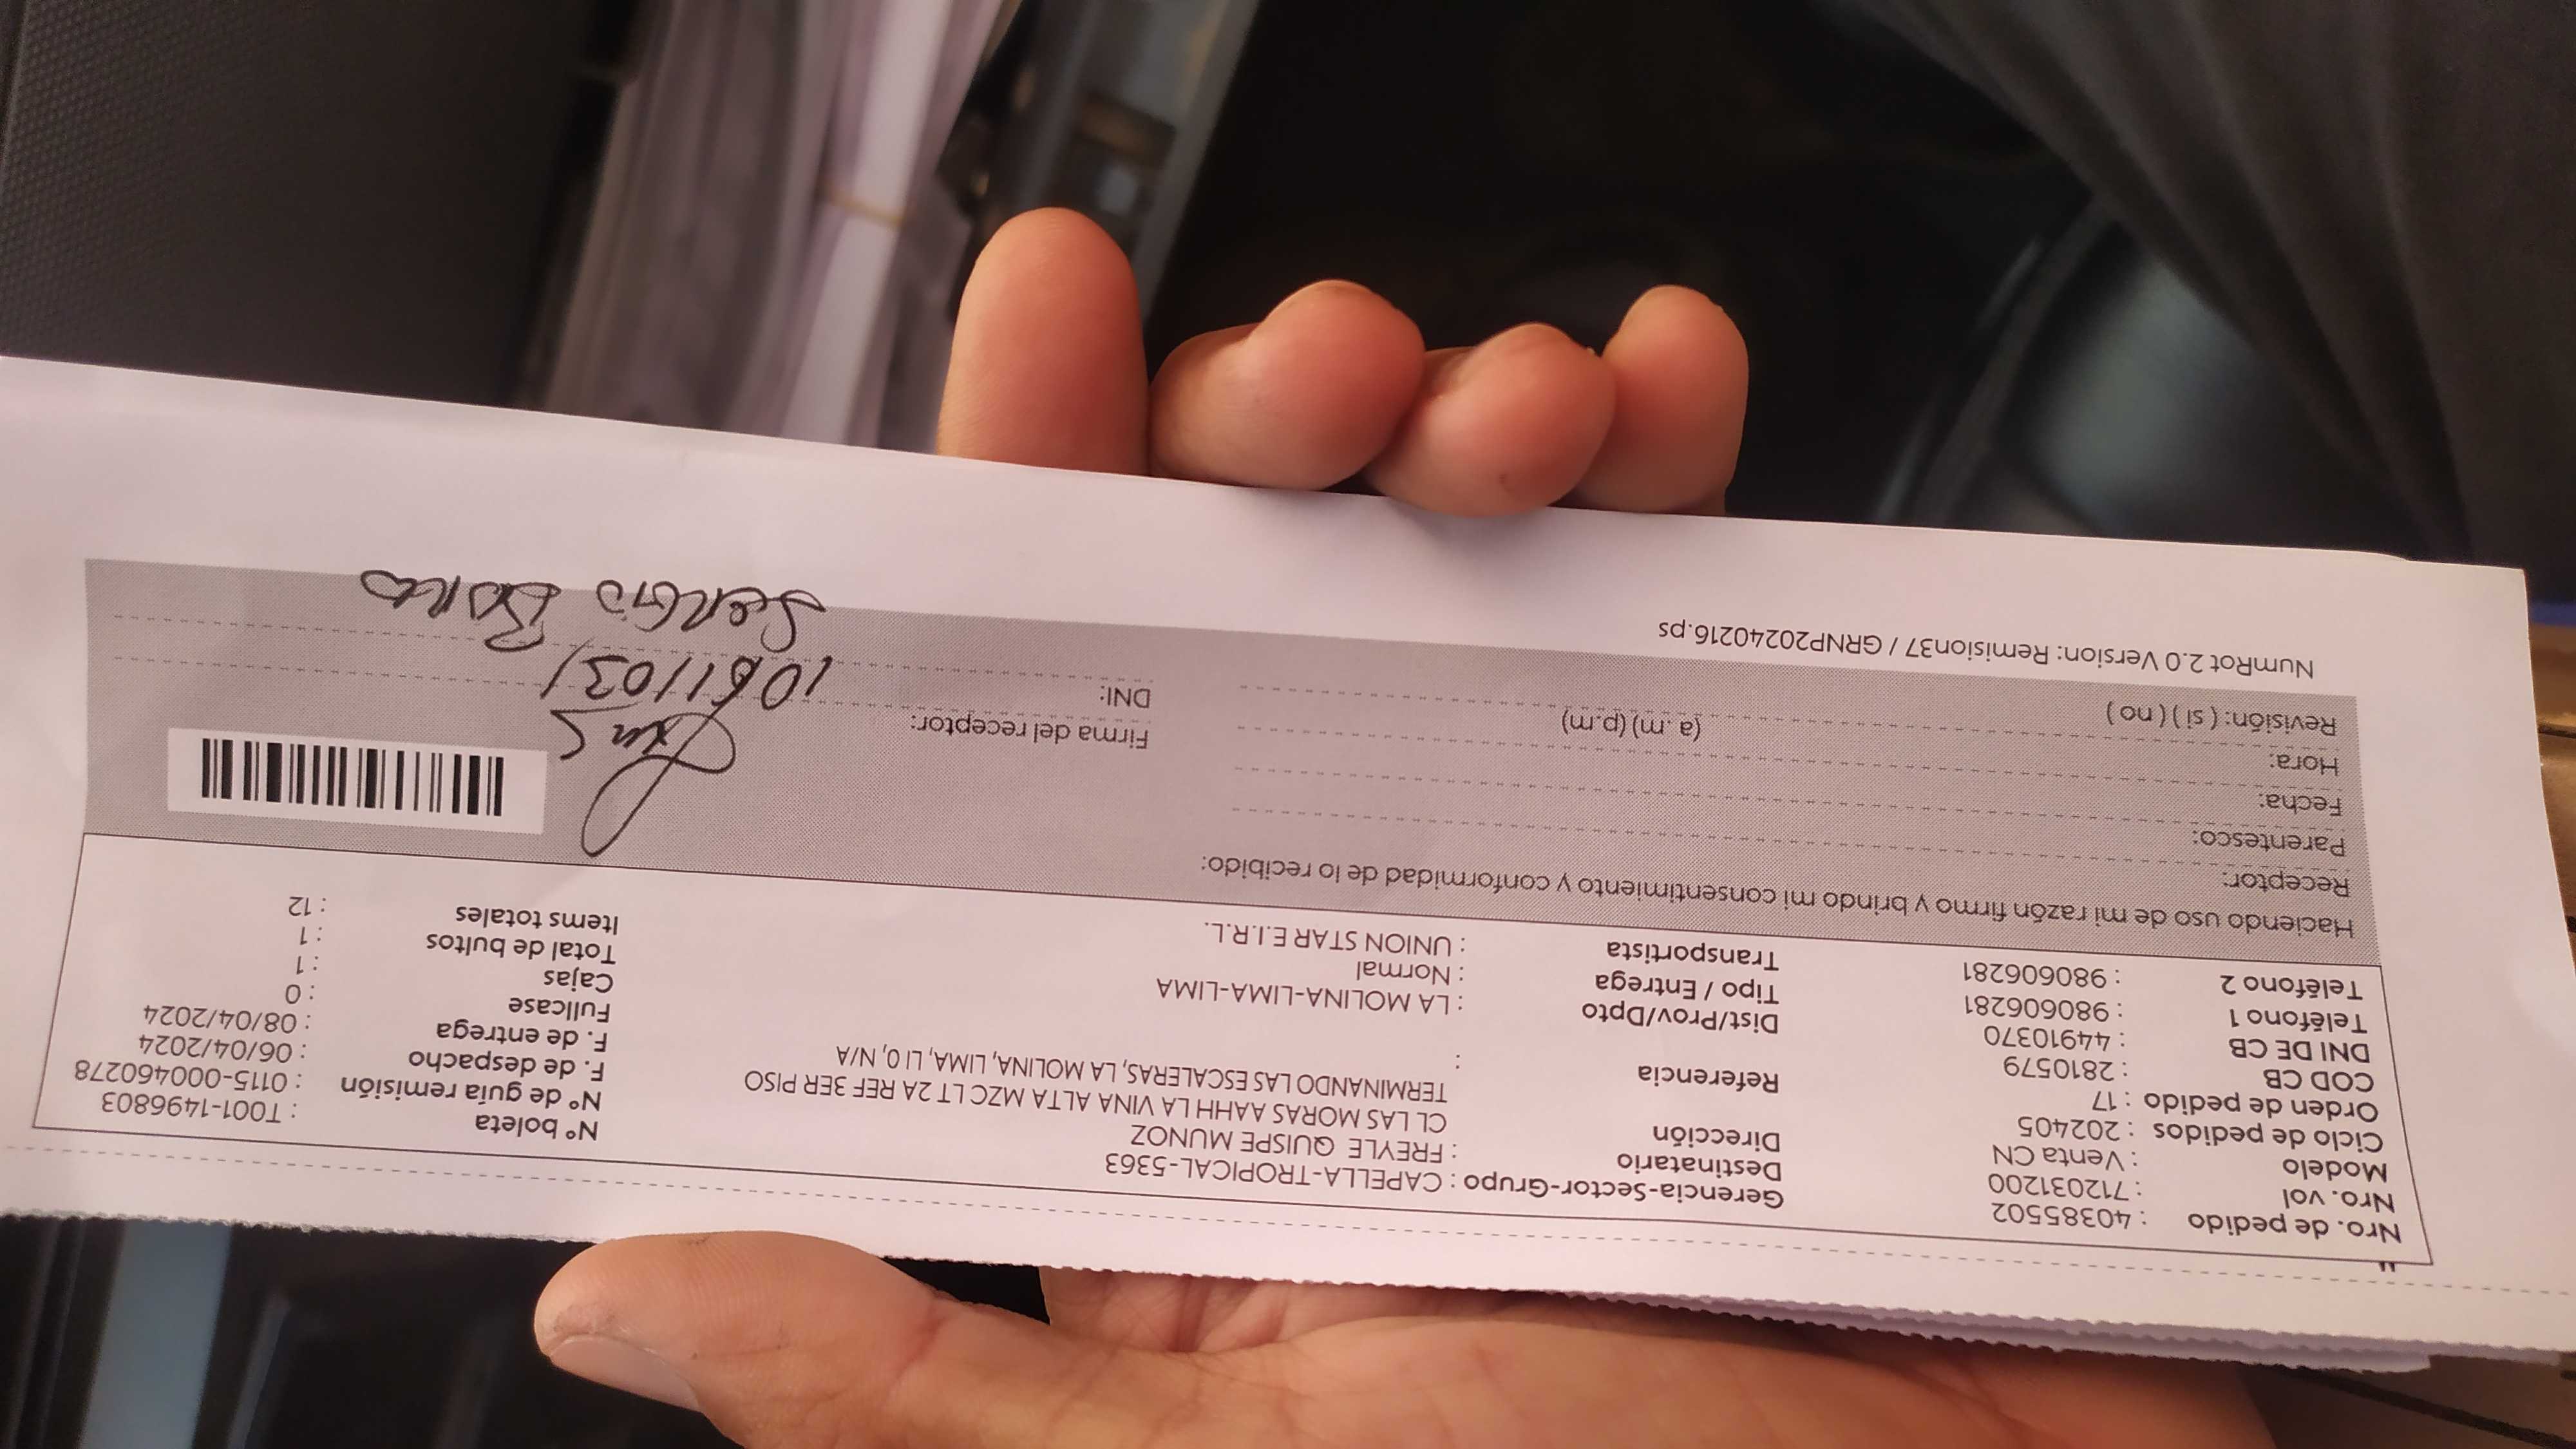 Nro. de pedido : 40385502
Nro. vol : 712031200
Modelo : Venta CN
Ciclo de pedidos : 202405
Orden de pedido : 17
COD CB : 2810579
DNI DE CB : 44910370
Teléfono 1 : 980606281
Teléfono 2 : 980606281
Gerencia-Sector-Grupo : CAPELLA-TROPICAL-5363
Destinatario : FREYLE QUISPE MUNOZ
Dirección CL LAS MORAS AAHH LA VINA ALTA MZC LT 2A REF 3ER PISO
TERMINANDO LAS ESCALERAS, LA MOLINA, LIMA, LI 0, N/A
Referencia :
Dist/Prov/Dpto : LA MOLINA-LIMA-LIMA
Tipo / Entrega : Normal
Transportista : UNION STAR E.I.R.L.
N° boleta : T001-1496803
N° de guía remisión : 0115-000460278
F. de despacho : 06/04/2024
F. de entrega : 08/04/2024
Fullcase : 0
Cajas : 1
Total de bultos : 1
Items totales : 12
Haciendo uso de mi razón firmo y brindo mi consentimiento y conformidad de lo recibido:
Receptor:
Parentesco:
Fecha:
Hora: (a. m) (p.m)
Revisión: ( si ) ( no )
Firma del receptor:
DNI:
Sergio
NumRot 2.0 Version: Remision37 / GRNP20240216.ps